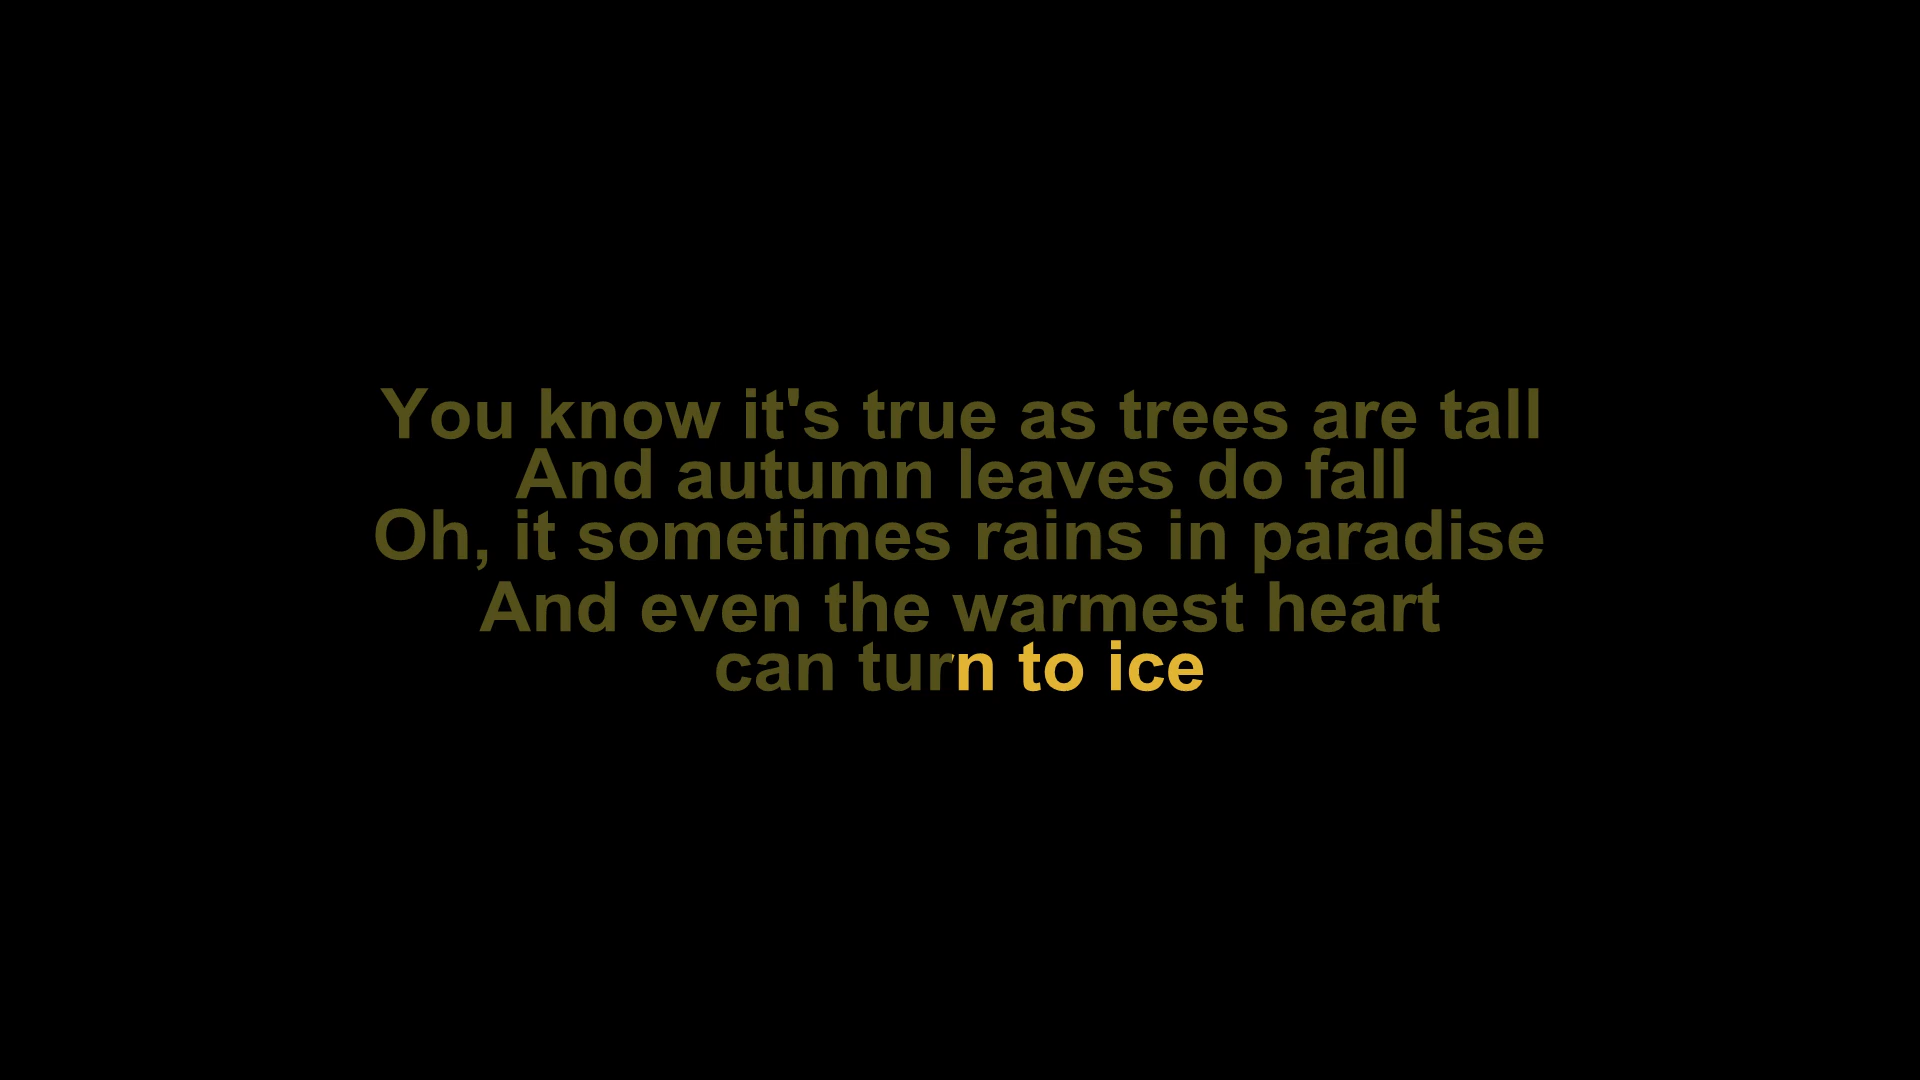 You know it's true as trees are tall
And autumn leaves do fall
Oh, it sometimes rains in paradise
And even the warmest heart
can turn to ice